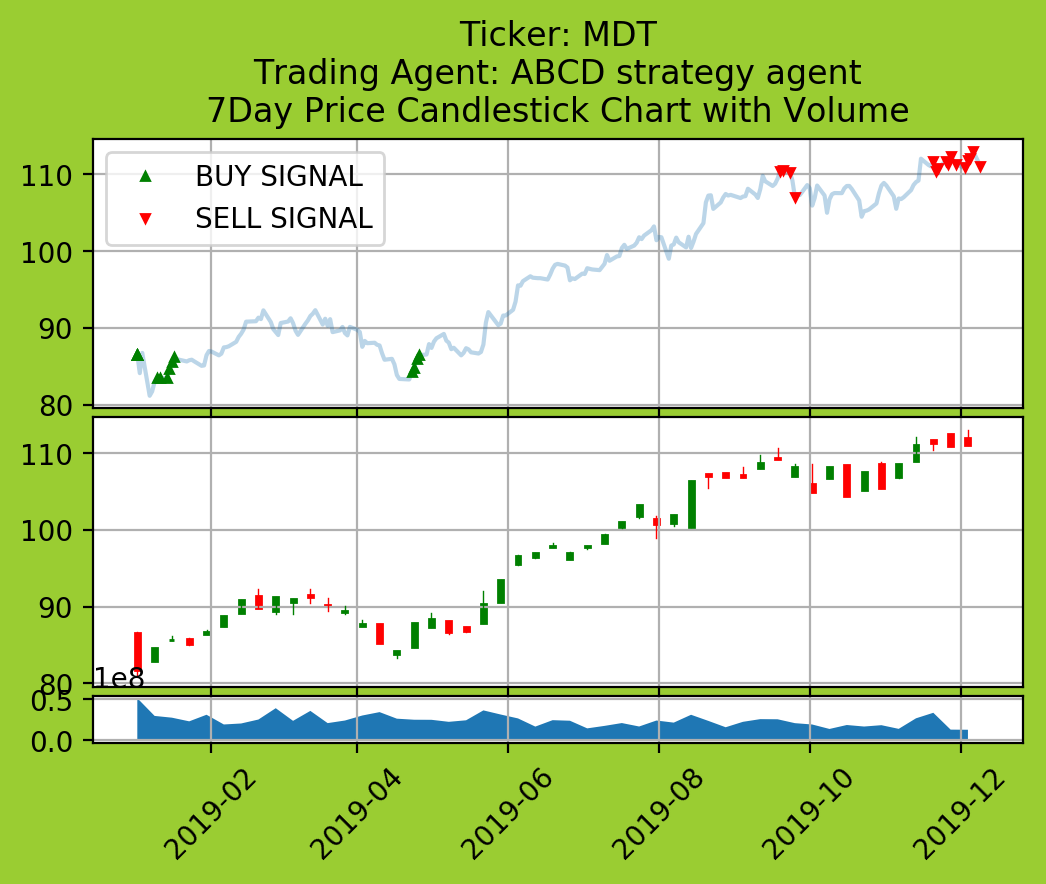 Ticker: MDT
Trading Agent: ABCD strategy agent
7Day Price Candlestick Chart with Volume
BUY SIGNAL
SELL SIGNAL
110
100
90
80
110
100
90
80
1e8
0.5
0.0
2019-02
2019-04
2019-06
2019-08
2019-10
2019-12